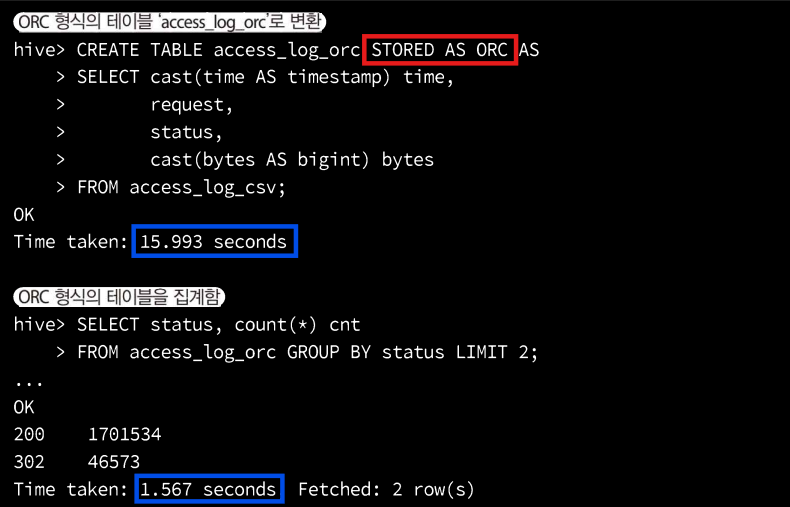 ORC 형식의 테이블 ‘access_log_orc’로 변환
hive> CREATE TABLE access_log_orc STORED AS ORC AS
    > SELECT cast(time AS timestamp) time,
    >        request,
    >        status,
    >        cast(bytes AS bigint) bytes
    > FROM access_log_csv;
OK
Time taken: 15.993 seconds
ORC 형식의 테이블을 집계함
hive> SELECT status, count(*) cnt
    > FROM access_log_orc GROUP BY status LIMIT 2;
...
OK
200    1701534
302    46573
Time taken: 1.567 seconds  Fetched: 2 row(s)